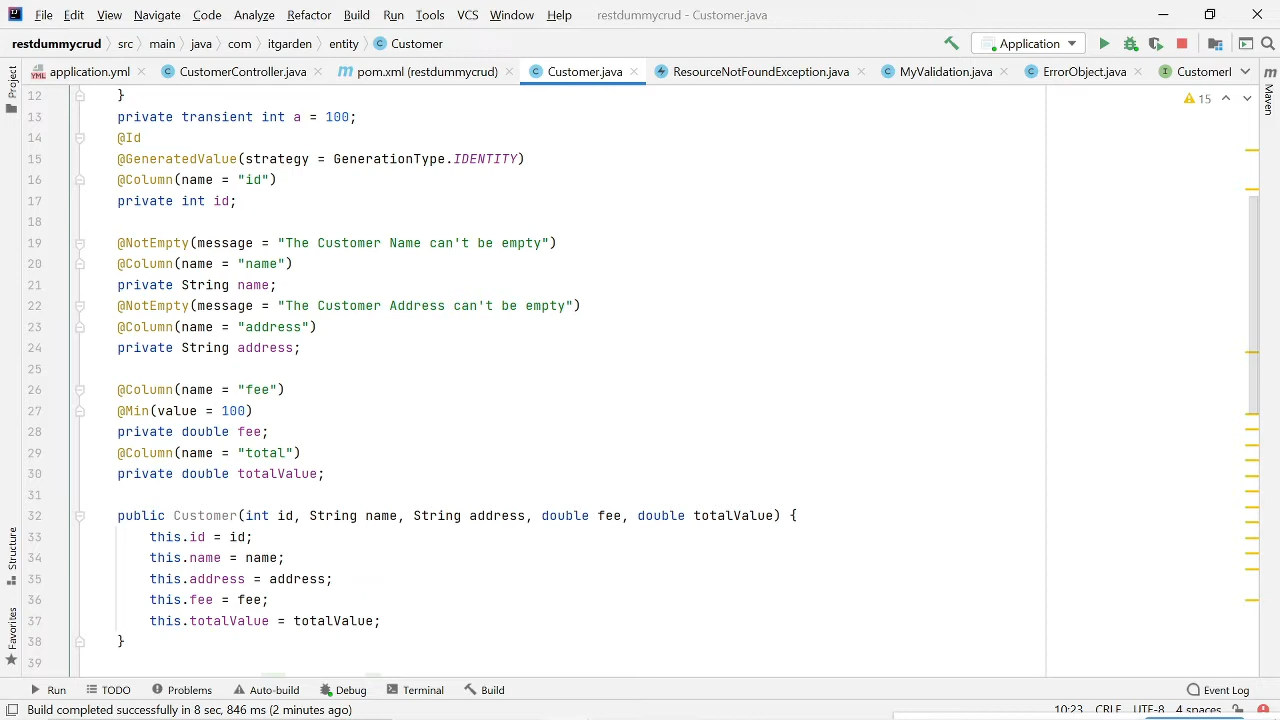 File Edit View Navigate Code Analyze Refactor Build Run Tools VCS Window Help restdummycrud - Customer.java
restdummycrud src main java com itgarden entity Customer Application
application.yml CustomerController.java pom.xml (restdummycrud) Customer.java ResourceNotFoundException.java MyValidation.java ErrorObject.java CustomerI
Project
Maven
15
12 }
13 private transient int a = 100;
14 @Id
15 @GeneratedValue(strategy = GenerationType.IDENTITY)
16 @Column(name = "id")
17 private int id;
18
19 @NotEmpty(message = "The Customer Name can't be empty")
20 @Column(name = "name")
21 private String name;
22 @NotEmpty(message = "The Customer Address can't be empty")
23 @Column(name = "address")
24 private String address;
25
26 @Column(name = "fee")
27 @Min(value = 100)
28 private double fee;
29 @Column(name = "total")
30 private double totalValue;
31
32 public Customer(int id, String name, String address, double fee, double totalValue) {
33 this.id = id;
34 this.name = name;
35 this.address = address;
36 this.fee = fee;
37 this.totalValue = totalValue;
38 }
39
Structure
Favorites
Run TODO Problems Auto-build Debug Terminal Build Event Log
Build completed successfully in 8 sec, 846 ms (2 minutes ago) 10:23 CRLF UTF-8 4 spaces